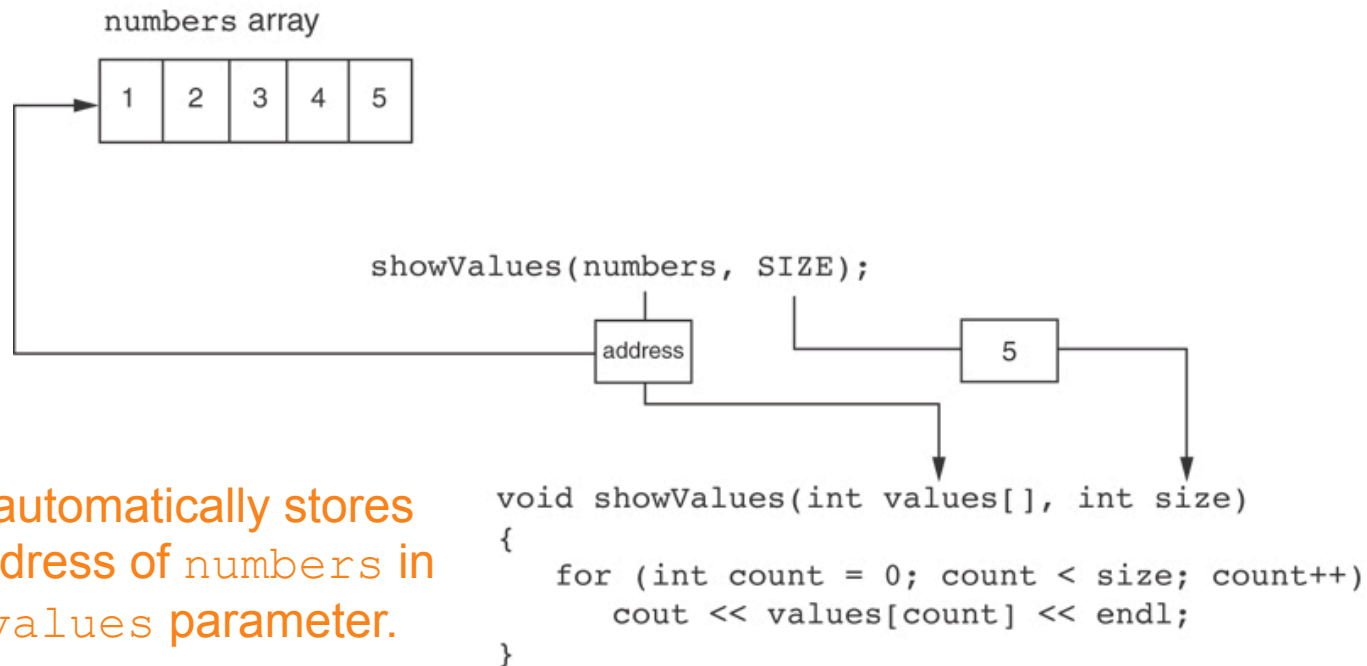 numbers array
1 2 3 4 5
showValues(numbers, SIZE);
address
5
automatically stores
dress of numbers in
values parameter.
void showValues(int values[], int size)
{
for (int count = 0; count < size; count++)
cout << values[count] << endl;
}